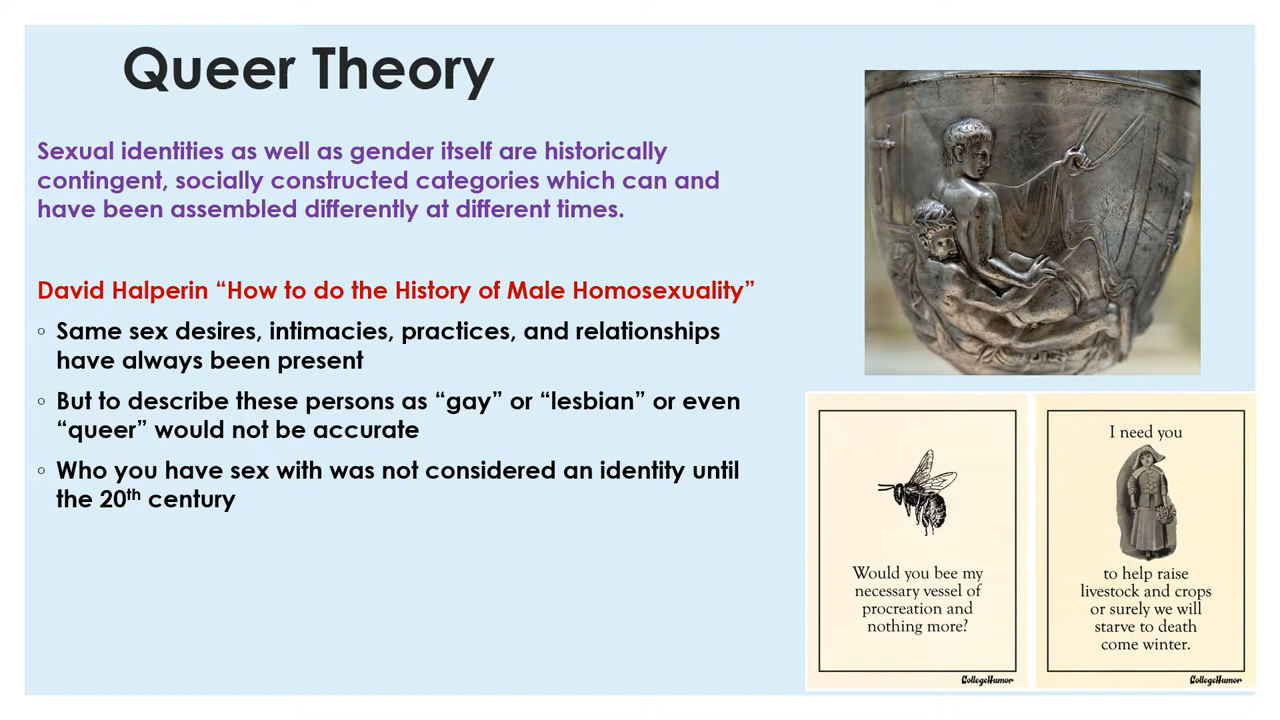 Queer Theory
Sexual identities as well as gender itself are historically
contingent, socially constructed categories which can and
have been assembled differently at different times.
David Halperin “How to do the History of Male Homosexuality”
◦ Same sex desires, intimacies, practices, and relationships
have always been present
◦ But to describe these persons as “gay” or “lesbian” or even
“queer” would not be accurate
◦ Who you have sex with was not considered an identity until
the 20th century
Would you bee my
necessary vessel of
procreation and
nothing more?
CollegeHumor
I need you
to help raise
livestock and crops
or surely we will
starve to death
come winter.
CollegeHumor